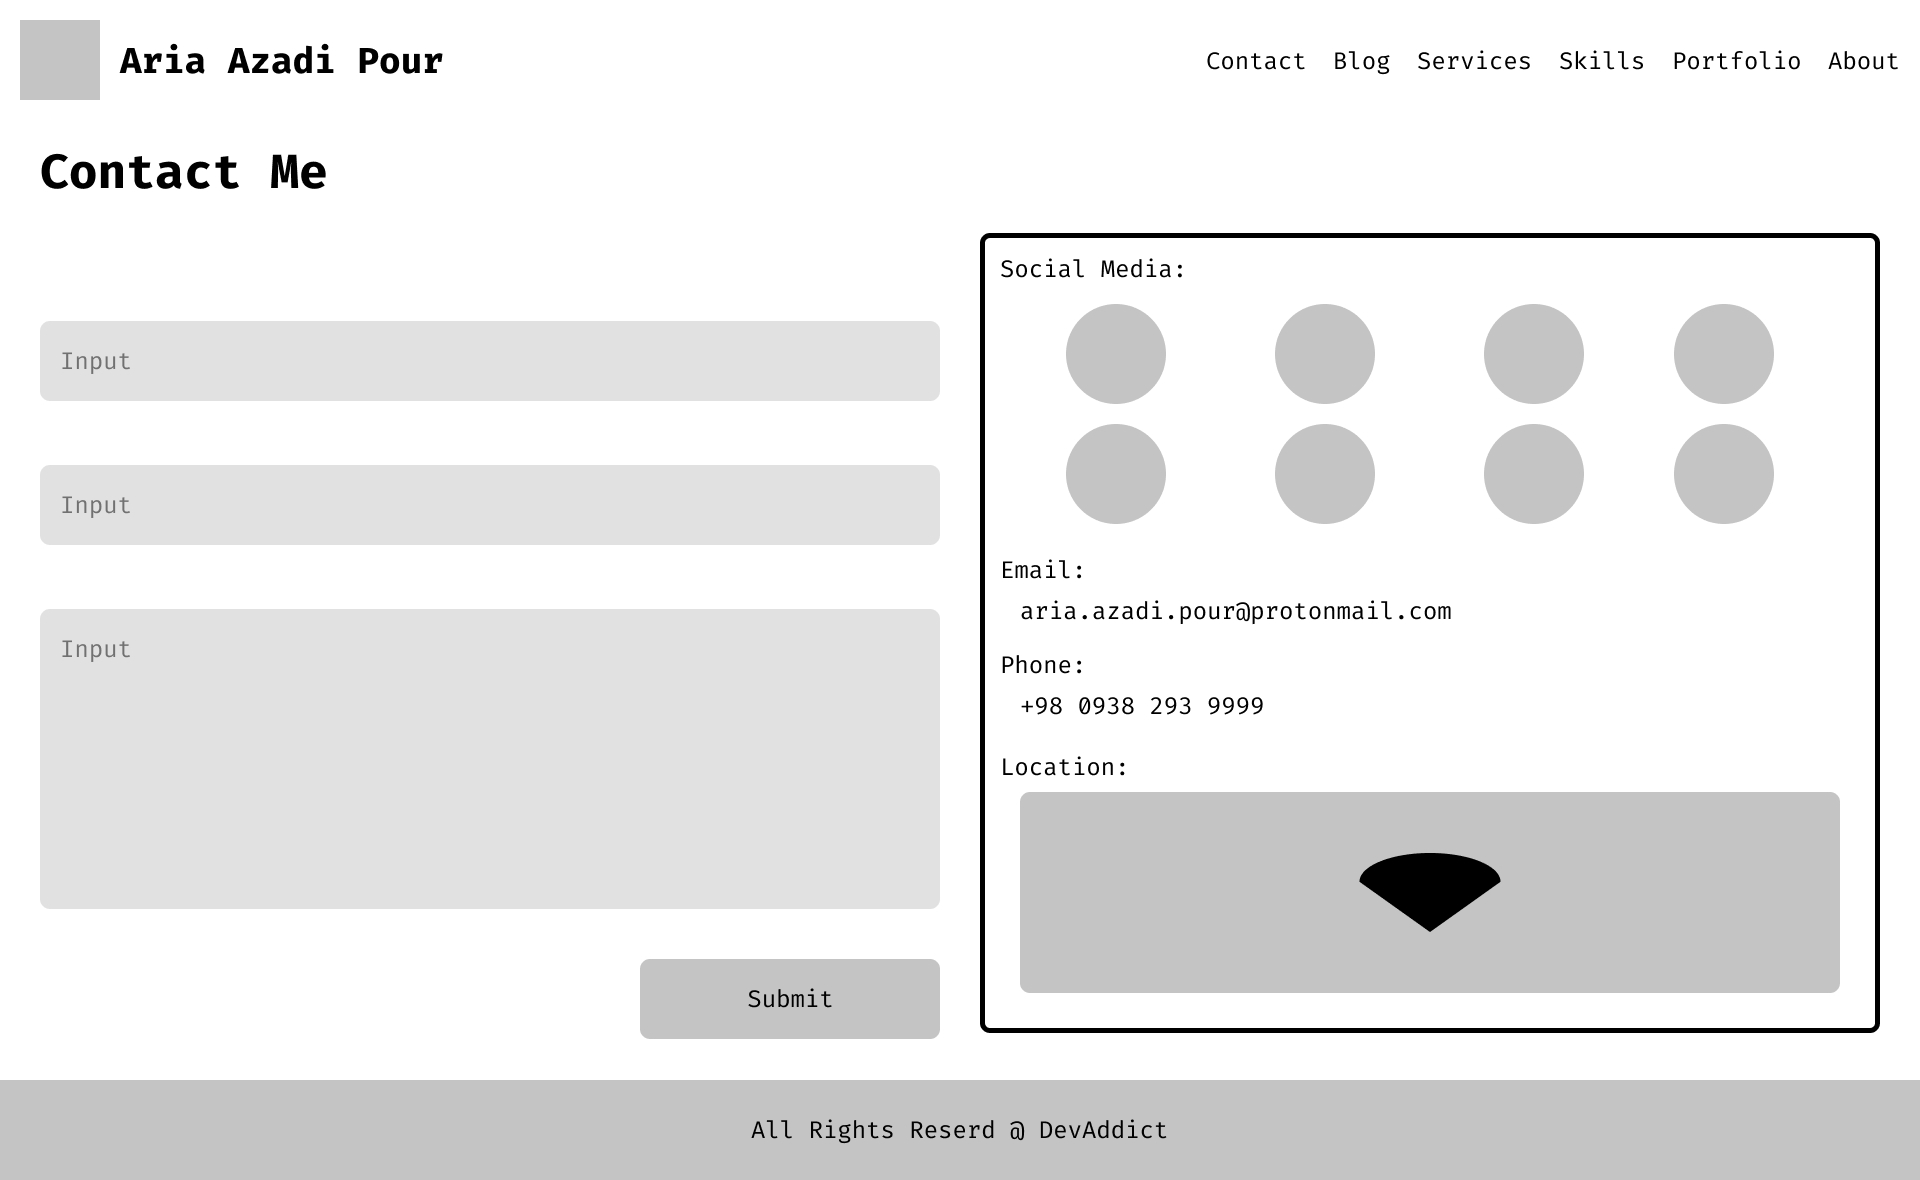 Aria Azadi Pour
Contact Blog Services Skills Portfolio About
Contact Me
Input
Input
Input
Submit
Social Media:
Email:
aria.azadi.pour@protonmail.com
Phone:
+98 0938 293 9999
Location:
All Rights Reserd @ DevAddict